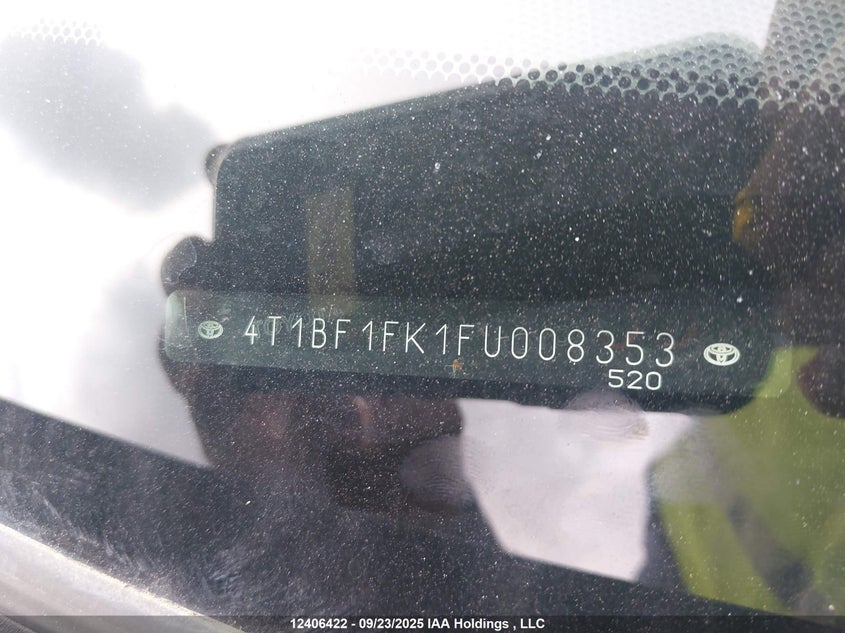 4T1BF1FK1FU008353
520
12406422 - 09/23/2025 IAA Holdings , LLC